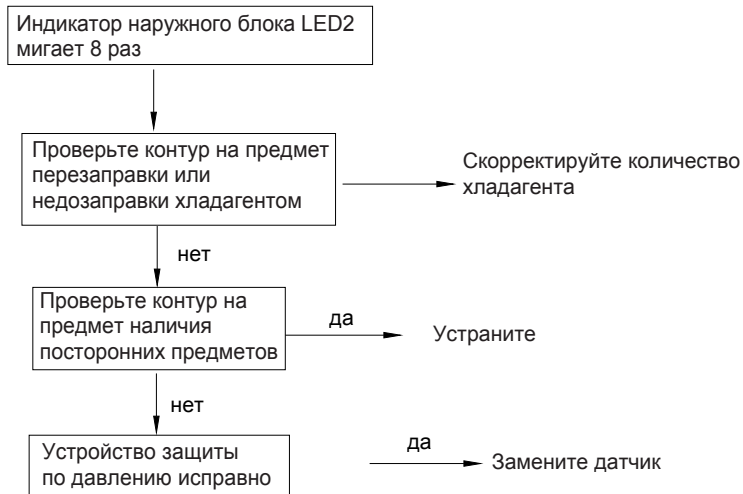 Индикатор наружного блока LED2
мигает 8 раз
Проверьте контур на предмет
перезаправки или
недозаправки хладагентом
Скорректируйте количество
хладагента
нет
Проверьте контур на
предмет наличия
посторонних предметов
да
Устраните
нет
Устройство защиты
по давлению исправно
да
Замените датчик